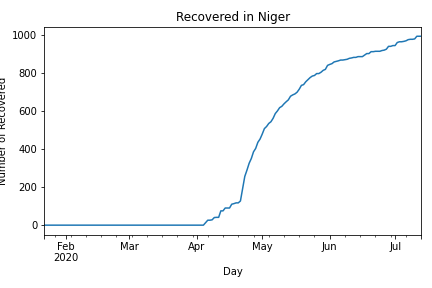 Recovered in Niger
Number of Recovered
1000
800
600
400
200
0
Feb
2020
Mar
Apr
May
Jun
Jul
Day